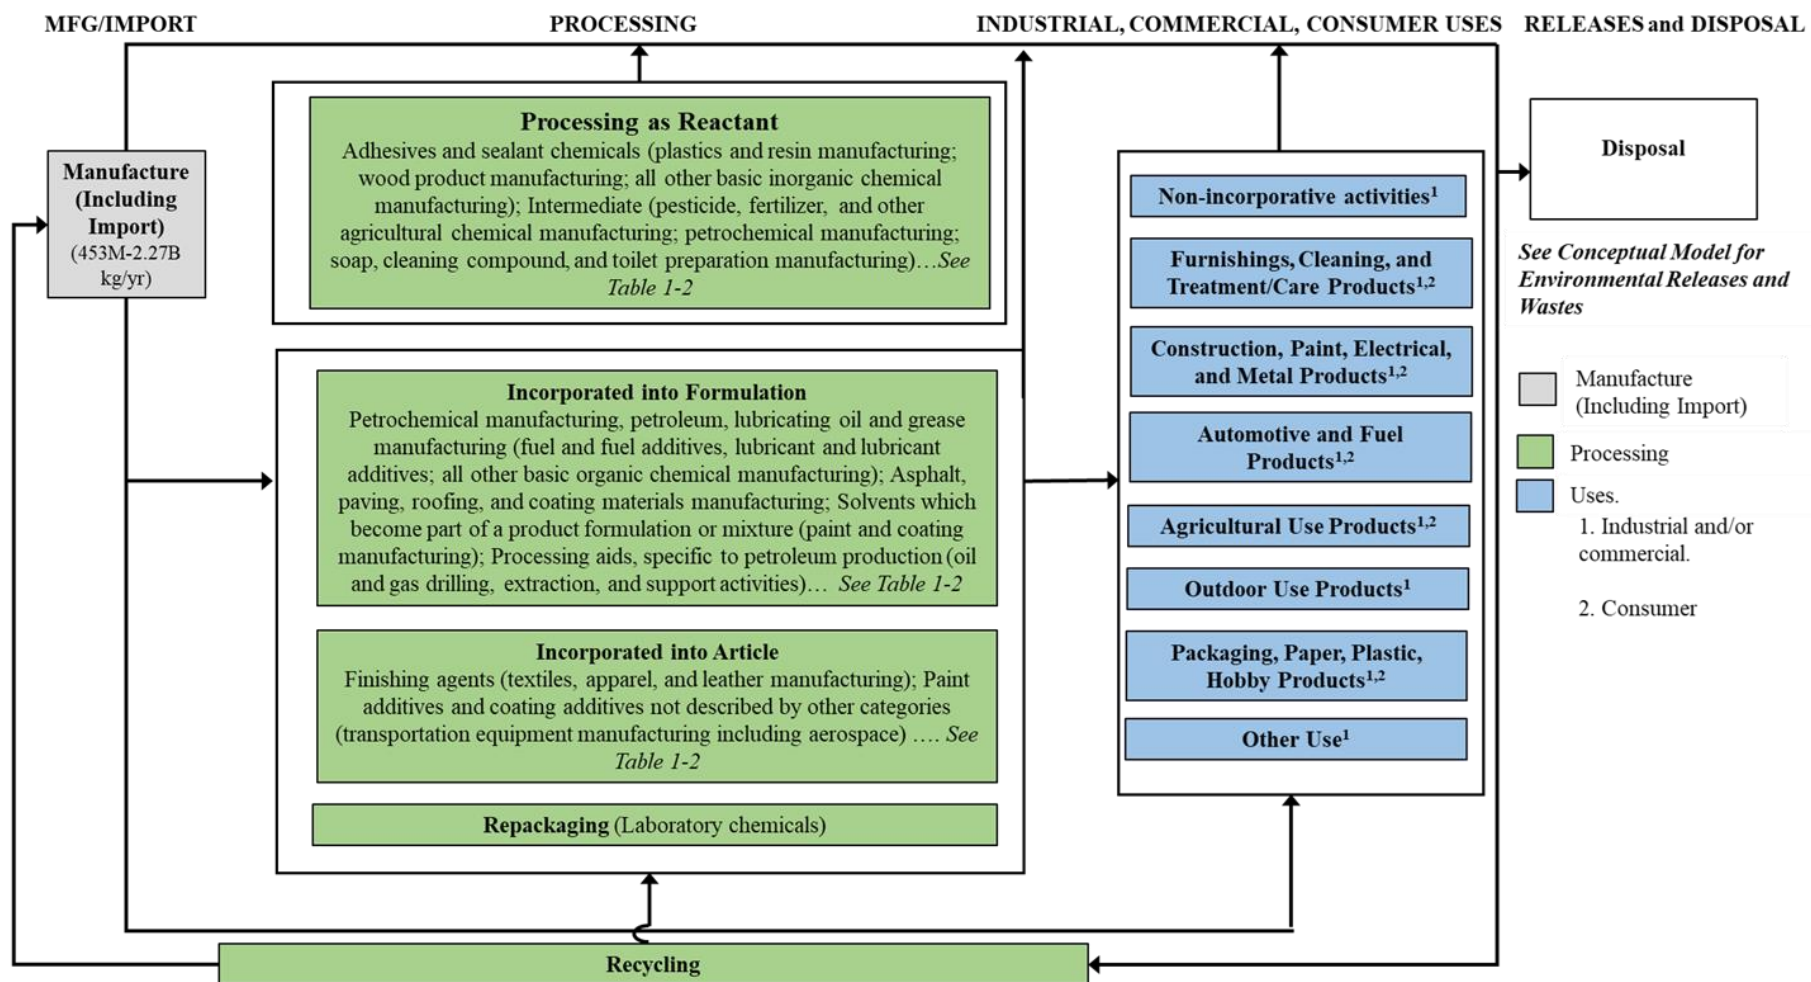 MFG/IMPORT
PROCESSING
INDUSTRIAL, COMMERCIAL, CONSUMER USES
RELEASES and DISPOSAL
Manufacture
(Including
Import)
(453M-2.27B
kg/yr)
Processing as Reactant
Adhesives and sealant chemicals (plastics and resin manufacturing;
wood product manufacturing; all other basic inorganic chemical
manufacturing); Intermediate (pesticide, fertilizer, and other
agricultural chemical manufacturing; petrochemical manufacturing;
soap, cleaning compound, and toilet preparation manufacturing)…See
Table 1-2
Incorporated into Formulation
Petrochemical manufacturing, petroleum, lubricating oil and grease
manufacturing (fuel and fuel additives, lubricant and lubricant
additives; all other basic organic chemical manufacturing); Asphalt,
paving, roofing, and coating materials manufacturing; Solvents which
become part of a product formulation or mixture (paint and coating
manufacturing); Processing aids, specific to petroleum production (oil
and gas drilling, extraction, and support activities)… See Table 1-2
Incorporated into Article
Finishing agents (textiles, apparel, and leather manufacturing); Paint
additives and coating additives not described by other categories
(transportation equipment manufacturing including aerospace) …. See
Table 1-2
Repackaging (Laboratory chemicals)
Recycling
Non-incorporative activities¹
Furnishings, Cleaning, and
Treatment/Care Products¹,²
Construction, Paint, Electrical,
and Metal Products¹,²
Automotive and Fuel
Products¹,²
Agricultural Use Products¹,²
Outdoor Use Products¹
Packaging, Paper, Plastic,
Hobby Products¹,²
Other Use¹
Disposal
See Conceptual Model for
Environmental Releases and
Wastes
Manufacture
(Including Import)
Processing
Uses.
1. Industrial and/or
commercial.
2. Consumer